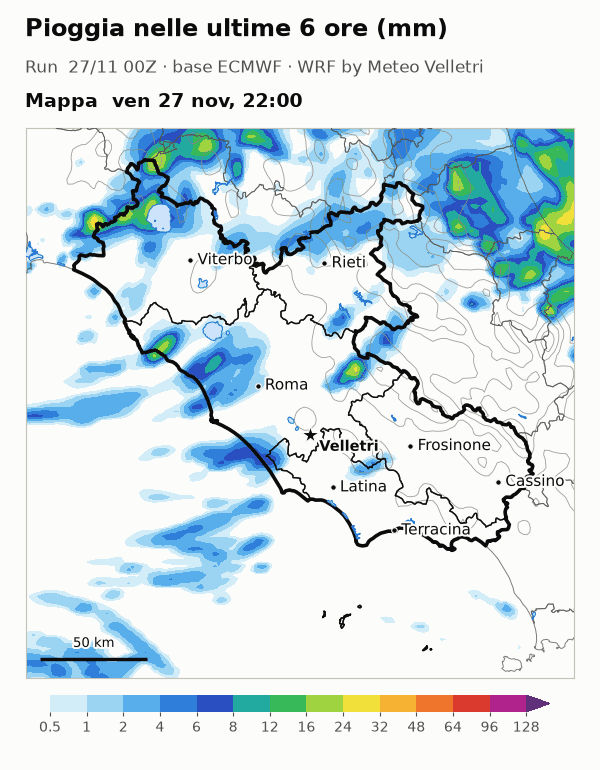 Pioggia nelle ultime 6 ore (mm)
Run  27/11 00Z · base ECMWF · WRF by Meteo Velletri
Mappa  ven 27 nov, 22:00
Viterbo
Rieti
Roma
Velletri
Frosinone
Cassino
Latina
Terracina
50 km
0.5 1 2 4 6 8 12 16 24 32 48 64 96 128